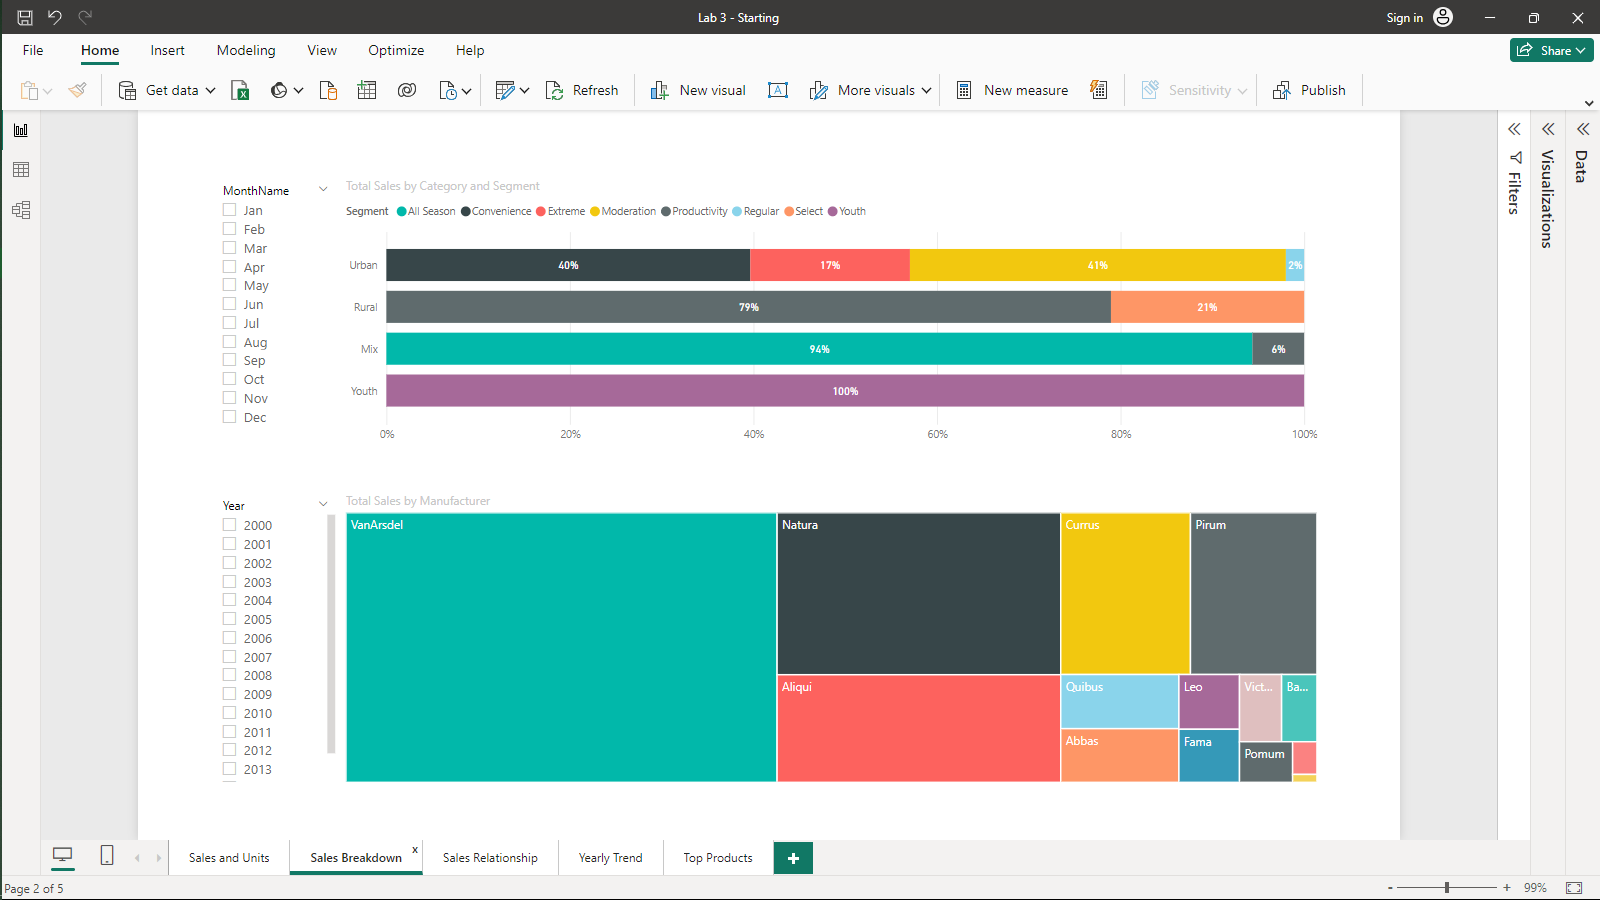 Lab 3 - Starting
Sign in
File Home Insert Modeling View Optimize Help
Share
Get data
Refresh
New visual
More visuals
New measure
Sensitivity
Publish
Filters
Visualizations
Data
MonthName
Jan
Feb
Mar
Apr
May
Jun
Jul
Aug
Sep
Oct
Nov
Dec
Total Sales by Category and Segment
Segment All Season Convenience Extreme Moderation Productivity Regular Select Youth
Urban 40% 17% 41% 2%
Rural 79% 21%
Mix 94% 6%
Youth 100%
0% 20% 40% 60% 80% 100%
Year
2000
2001
2002
2003
2004
2005
2006
2007
2008
2009
2010
2011
2012
2013
Total Sales by Manufacturer
VanArsdel
Natura
Currus
Pirum
Aliqui
Quibus
Leo
Vict...
Ba...
Abbas
Fama
Pomum
Sales and Units
Sales Breakdown x
Sales Relationship
Yearly Trend
Top Products
+
Page 2 of 5
- + 99%